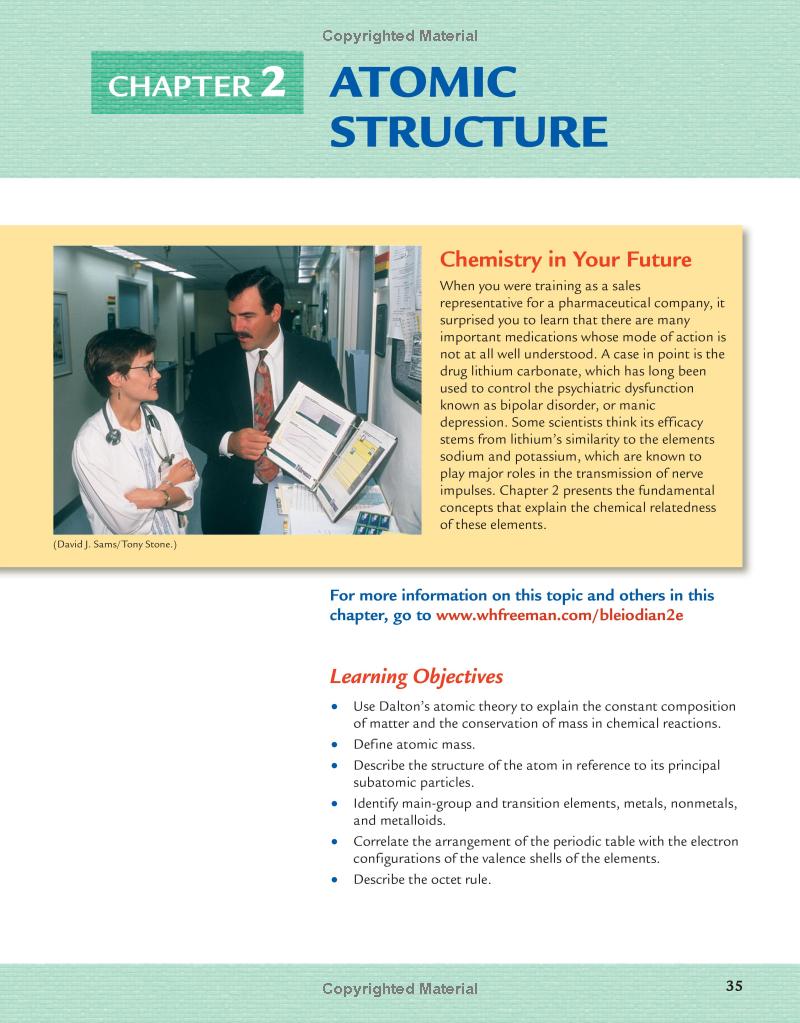 Copyrighted Material
CHAPTER 2
ATOMIC
STRUCTURE
Chemistry in Your Future
When you were training as a sales
representative for a pharmaceutical company, it
surprised you to learn that there are many
important medications whose mode of action is
not at all well understood. A case in point is the
drug lithium carbonate, which has long been
used to control the psychiatric dysfunction
known as bipolar disorder, or manic
depression. Some scientists think its efficacy
stems from lithium's similarity to the elements
sodium and potassium, which are known to
play major roles in the transmission of nerve
impulses. Chapter 2 presents the fundamental
concepts that explain the chemical relatedness
of these elements.
(David J. Sams/Tony Stone.)
For more information on this topic and others in this
chapter, go to www.whfreeman.com/bleiodian2e
Learning Objectives
• Use Dalton's atomic theory to explain the constant composition
of matter and the conservation of mass in chemical reactions.
• Define atomic mass.
• Describe the structure of the atom in reference to its principal
subatomic particles.
• Identify main-group and transition elements, metals, nonmetals,
and metalloids.
• Correlate the arrangement of the periodic table with the electron
configurations of the valence shells of the elements.
• Describe the octet rule.
Copyrighted Material
35